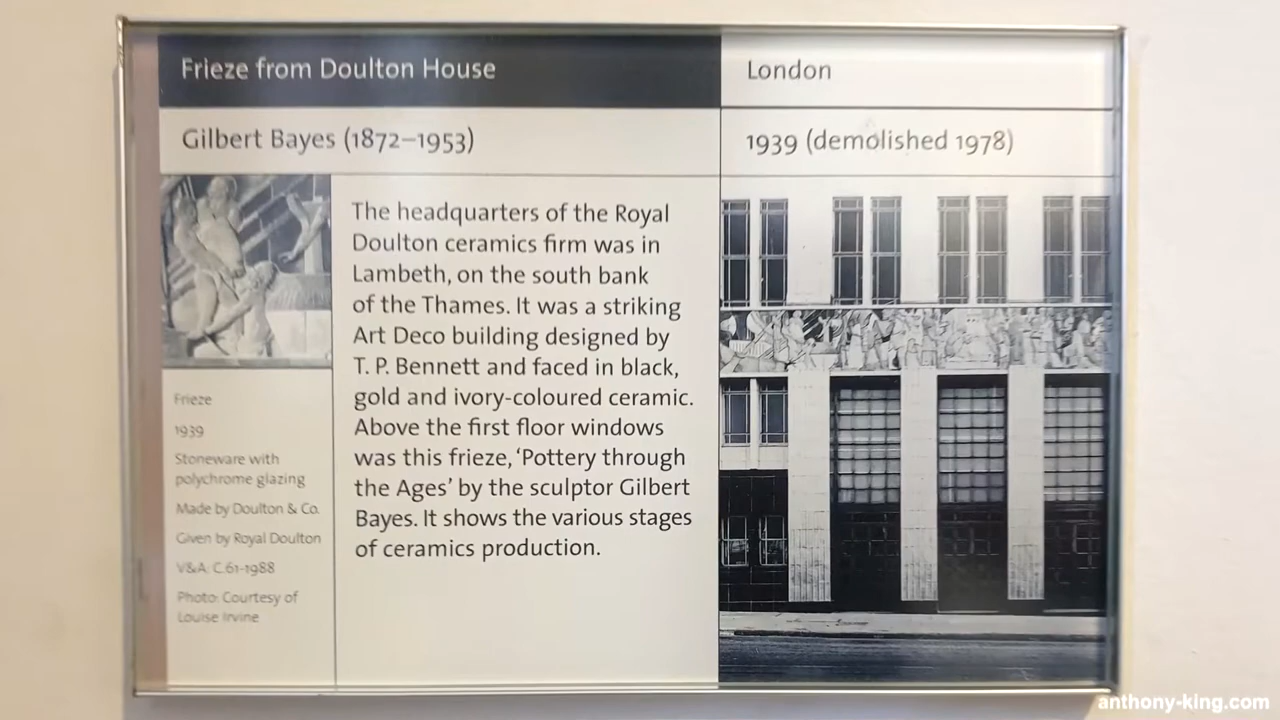 Frieze from Doulton House
London
Gilbert Bayes (1872–1953)
1939 (demolished 1978)
The headquarters of the Royal
Doulton ceramics firm was in
Lambeth, on the south bank
of the Thames. It was a striking
Art Deco building designed by
T. P. Bennett and faced in black,
gold and ivory-coloured ceramic.
Above the first floor windows
was this frieze, ‘Pottery through
the Ages’ by the sculptor Gilbert
Bayes. It shows the various stages
of ceramics production.
Frieze
1939
Stoneware with
polychrome glazing
Made by Doulton & Co.
Given by Royal Doulton
V&A: C.61-1988
Photo: Courtesy of
Louise Irvine
anthony-king.com